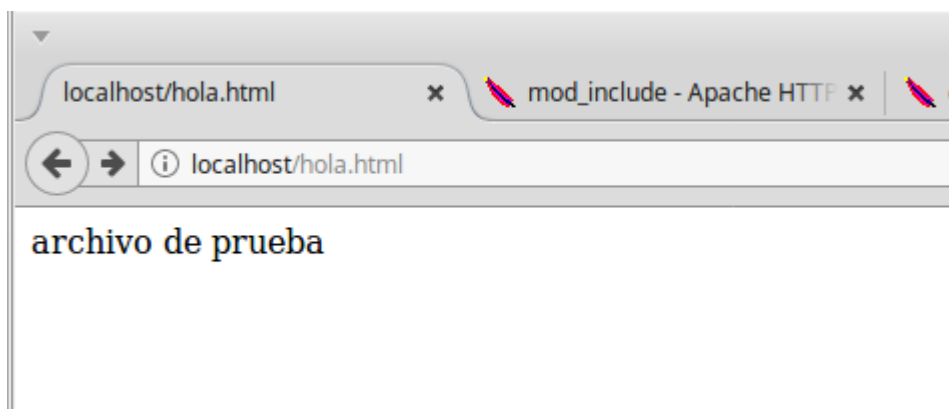 localhost/hola.html
mod_include - Apache HTTP
localhost/hola.html
archivo de prueba